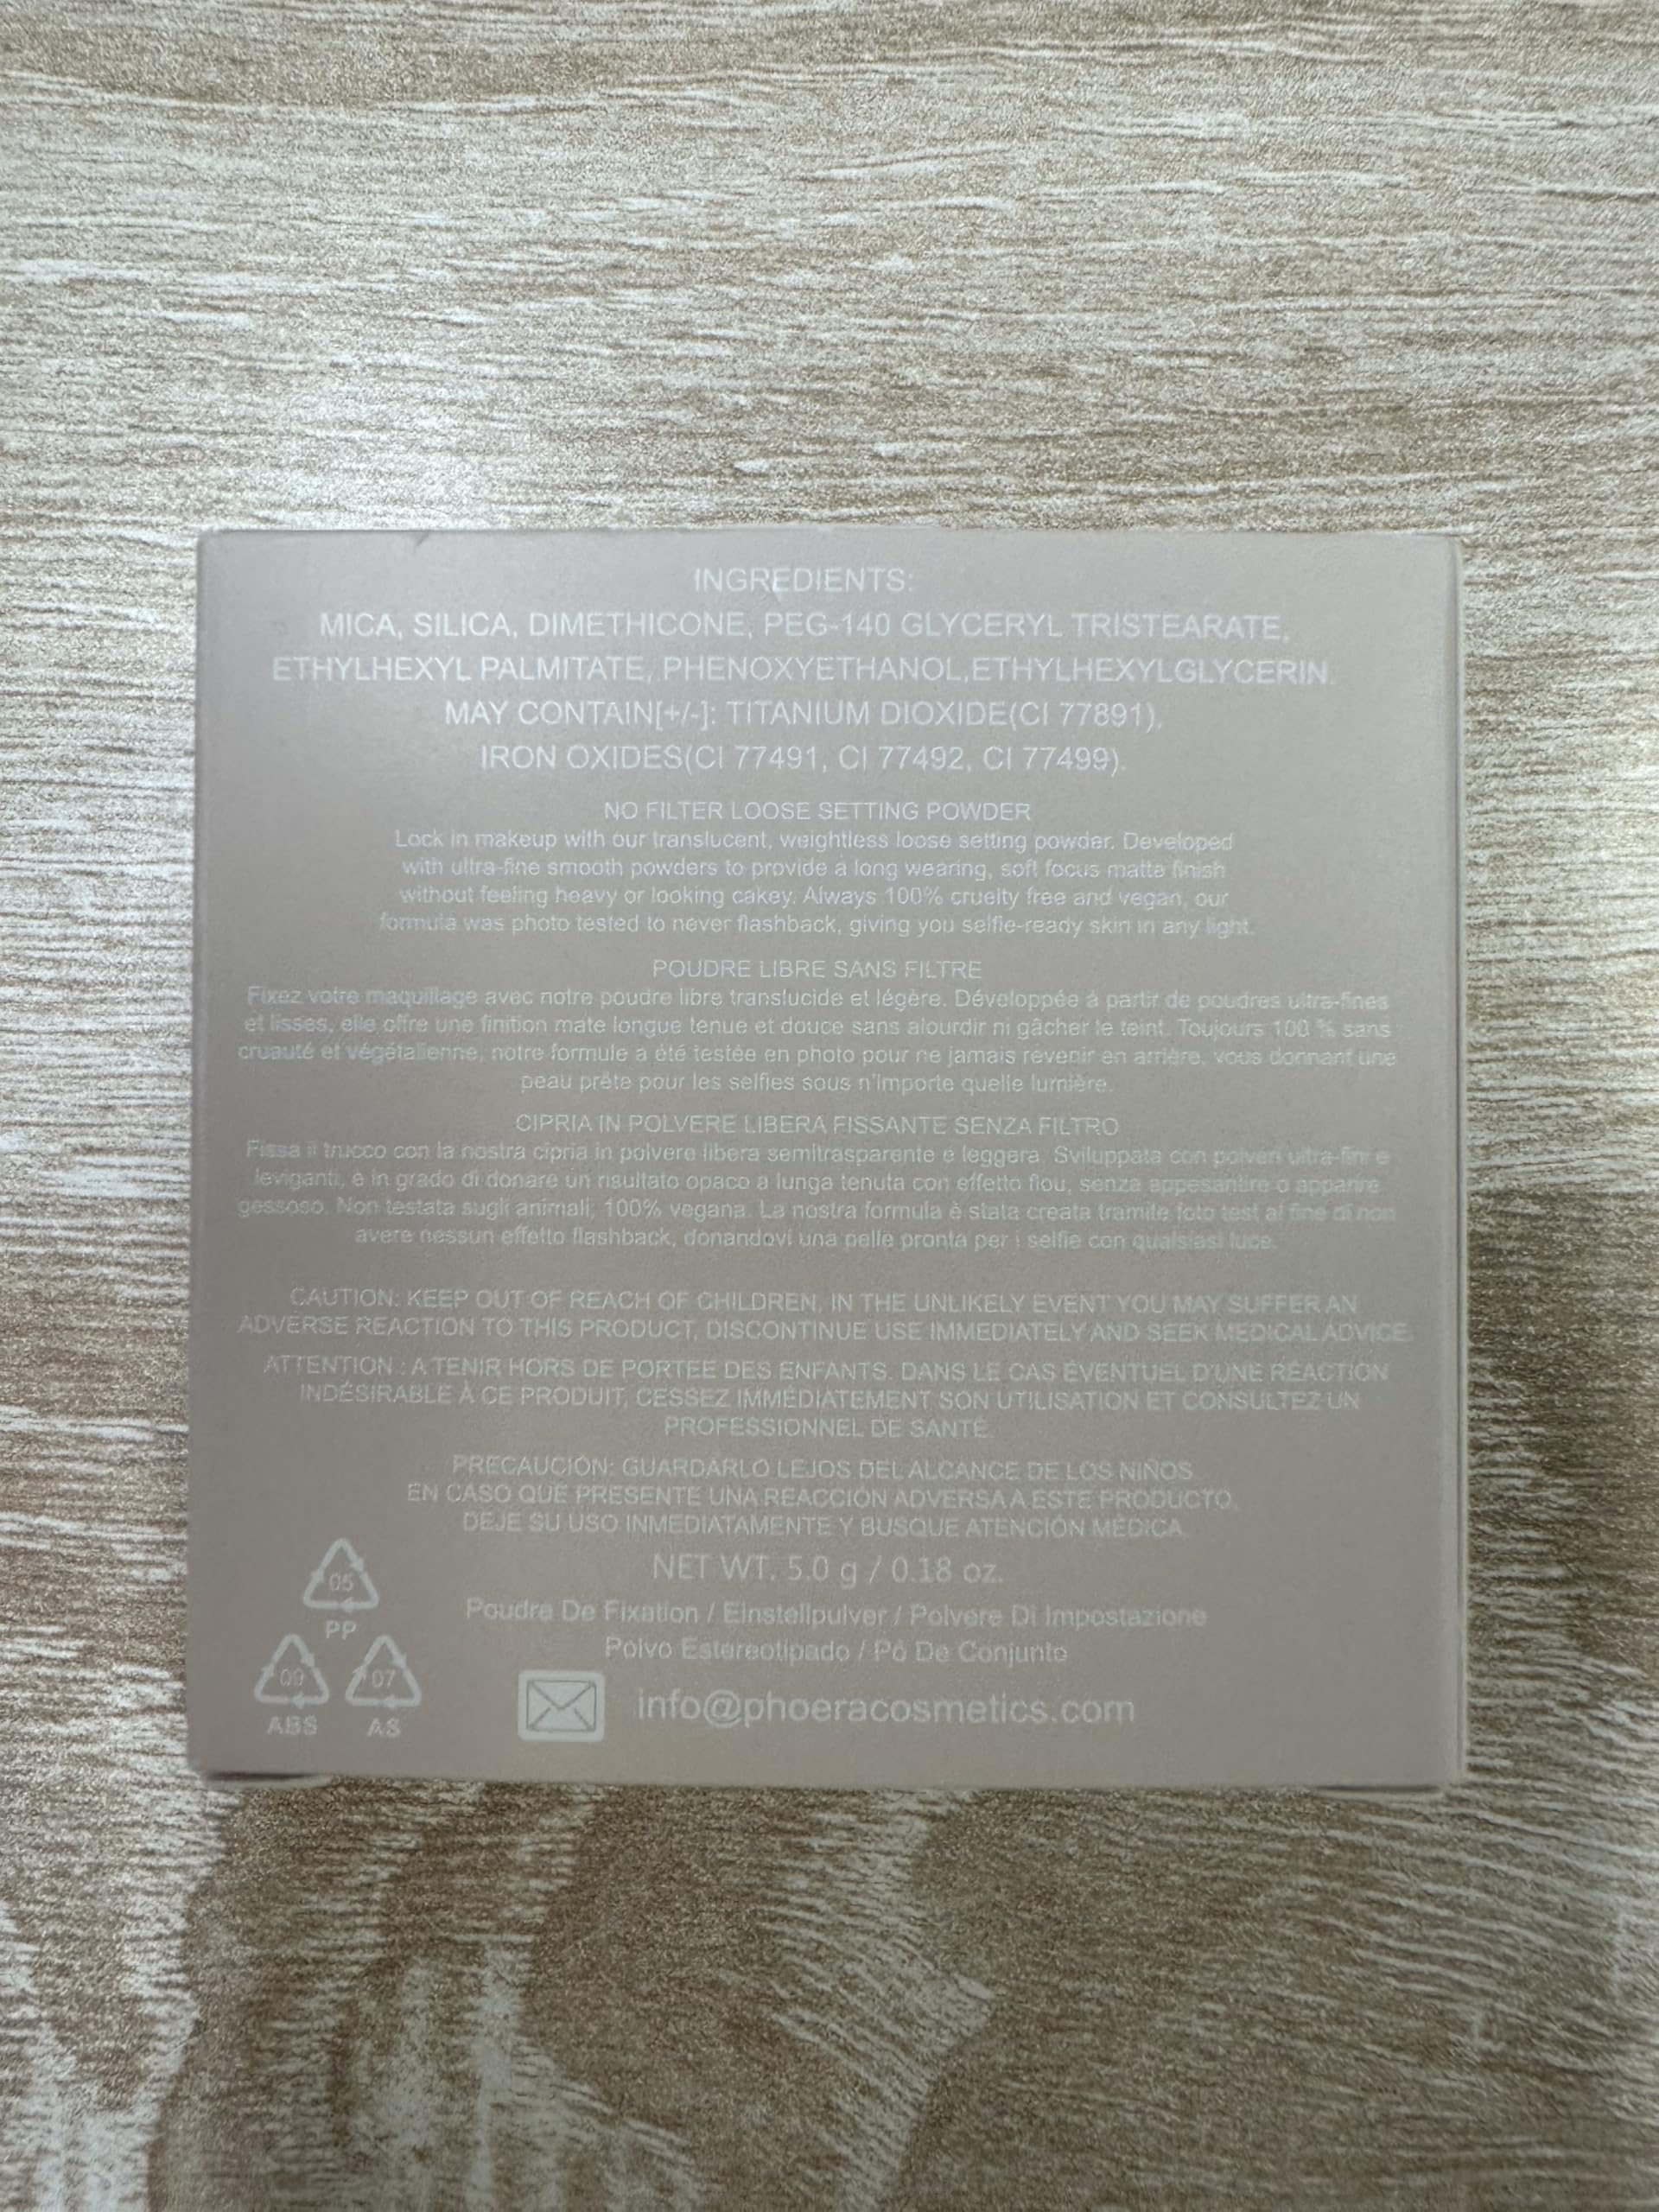 INGREDIENTS:
MICA, SILICA, DIMETHICONE, PEG-140 GLYCERYL TRISTEARATE,
ETHYLHEXYL PALMITATE, PHENOXYETHANOL,ETHYLHEXYLGLYCERIN.
MAY CONTAIN[+/-]: TITANIUM DIOXIDE(CI 77891),
IRON OXIDES(CI 77491, CI 77492, CI 77499).
NO FILTER LOOSE SETTING POWDER
Lock in makeup with our translucent, weightless loose setting powder. Developed
with ultra-fine smooth powders to provide a long wearing, soft focus matte finish
without feeling heavy or looking cakey. Always 100% cruelty free and vegan, our
formula was photo tested to never flashback, giving you selfie-ready skin in any light.
POUDRE LIBRE SANS FILTRE
Fixez votre maquillage avec notre poudre libre translucide et légère. Développée à partir de poudres ultra-fines
et lisses, elle offre une finition mate longue tenue et douce sans alourdir ni gâcher le teint. Toujours 100 % sans
cruauté et végétalienne, notre formule a été testée en photo pour ne jamais revenir en arrière, vous donnant une
peau prête pour les selfies sous n'importe quelle lumière.
CIPRIA IN POLVERE LIBERA FISSANTE SENZA FILTRO
Fissa il trucco con la nostra cipria in polvere libera semitrasparente e leggera. Sviluppata con polveri ultra-fini e
leviganti, è in grado di donare un risultato opaco a lunga tenuta con effetto flou, senza appesantire o apparire
gessoso. Non testata sugli animali, 100% vegana. La nostra formula è stata creata tramite foto test al fine di non
avere nessun effetto flashback, donandovi una pelle pronta per i selfie con qualsiasi luce.
CAUTION: KEEP OUT OF REACH OF CHILDREN, IN THE UNLIKELY EVENT YOU MAY SUFFER AN
ADVERSE REACTION TO THIS PRODUCT, DISCONTINUE USE IMMEDIATELY AND SEEK MEDICAL ADVICE.
ATTENTION : A TENIR HORS DE PORTEE DES ENFANTS. DANS LE CAS ÉVENTUEL D'UNE RÉACTION
INDÉSIRABLE À CE PRODUIT, CESSEZ IMMÉDIATEMENT SON UTILISATION ET CONSULTEZ UN
PROFESSIONNEL DE SANTÉ.
PRECAUCIÓN: GUARDARLO LEJOS DEL ALCANCE DE LOS NIÑOS.
EN CASO QUE PRESENTE UNA REACCIÓN ADVERSA A ESTE PRODUCTO,
DEJE SU USO INMEDIATAMENTE Y BUSQUE ATENCIÓN MÉDICA.
NET WT. 5.0 g / 0.18 oz.
Poudre De Fixation / Einstellpulver / Polvere Di Impostazione
Polvo Estereotipado / Pó De Conjunto
05
PP
09
ABS
07
AS
info@phoeracosmetics.com